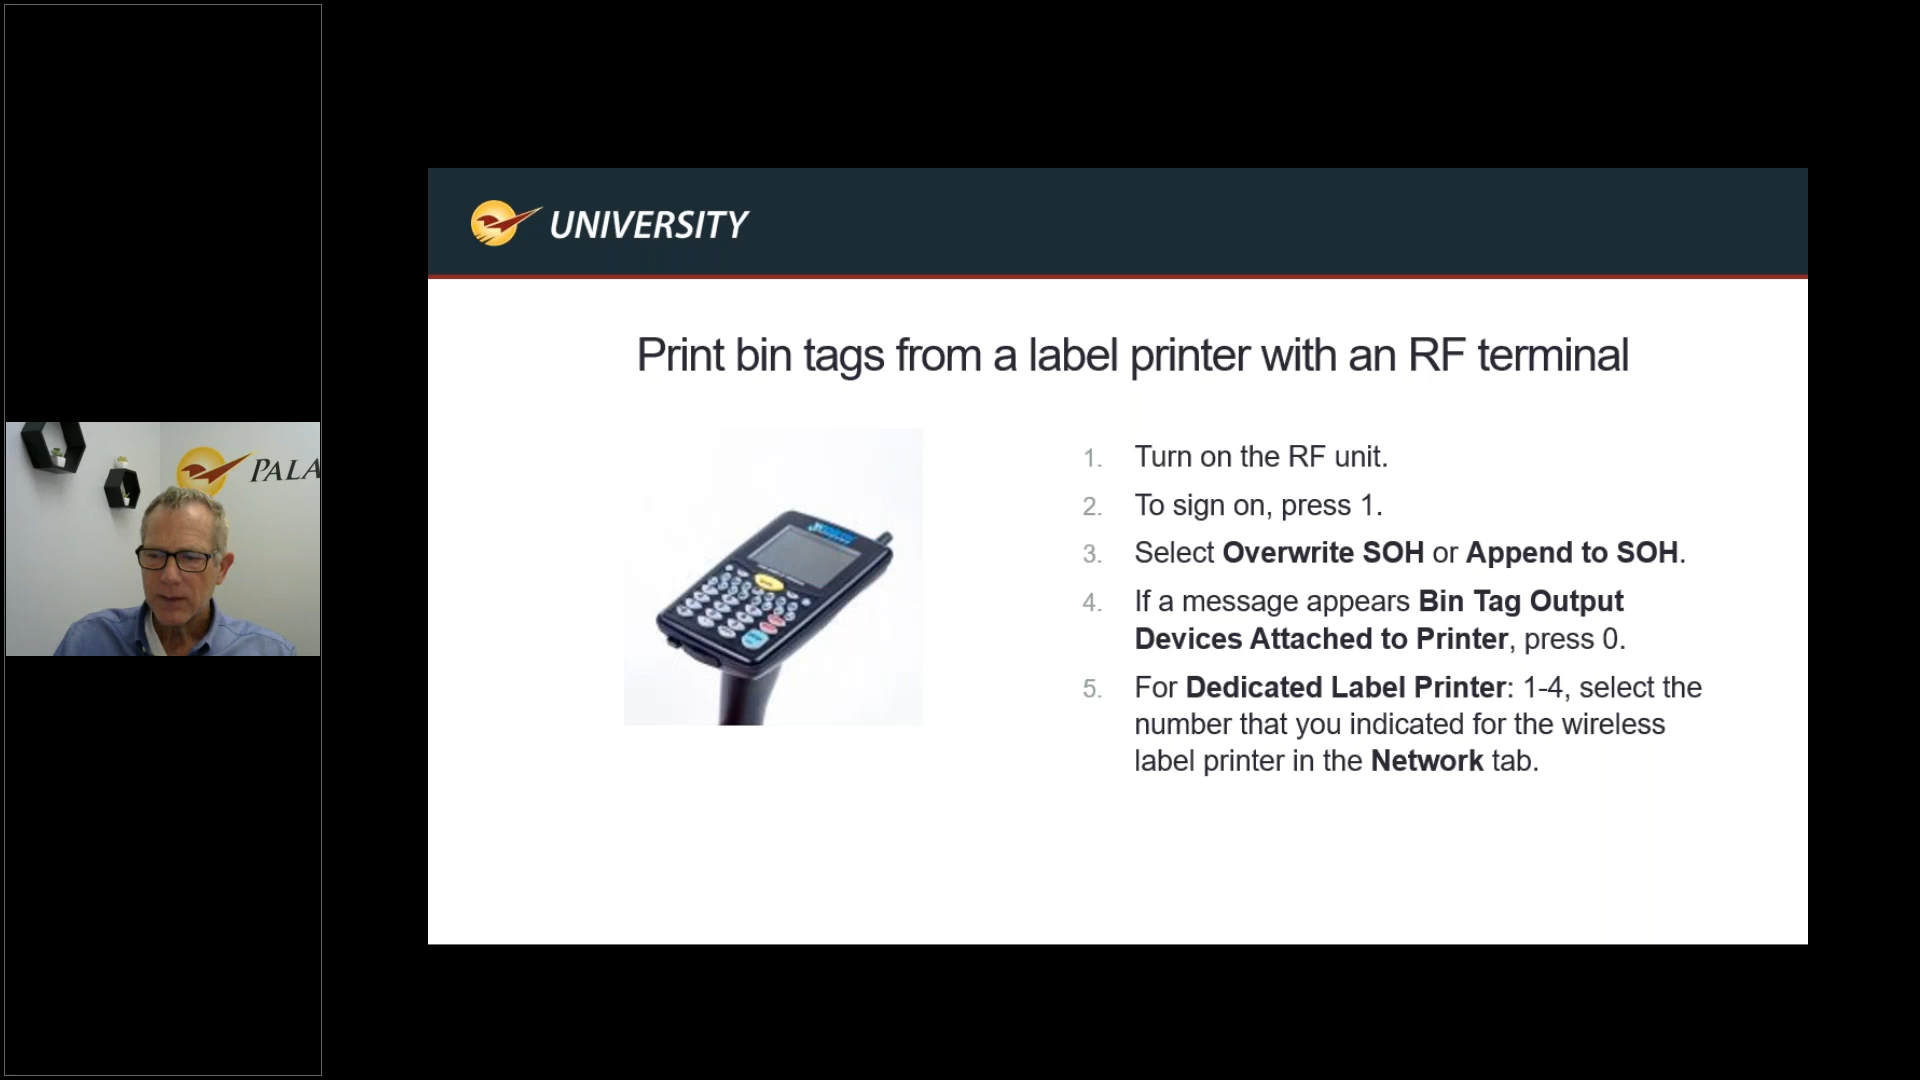 PALA
UNIVERSITY
Print bin tags from a label printer with an RF terminal
1. Turn on the RF unit.
2. To sign on, press 1.
3. Select Overwrite SOH or Append to SOH.
4. If a message appears Bin Tag Output
Devices Attached to Printer, press 0.
5. For Dedicated Label Printer: 1-4, select the
number that you indicated for the wireless
label printer in the Network tab.